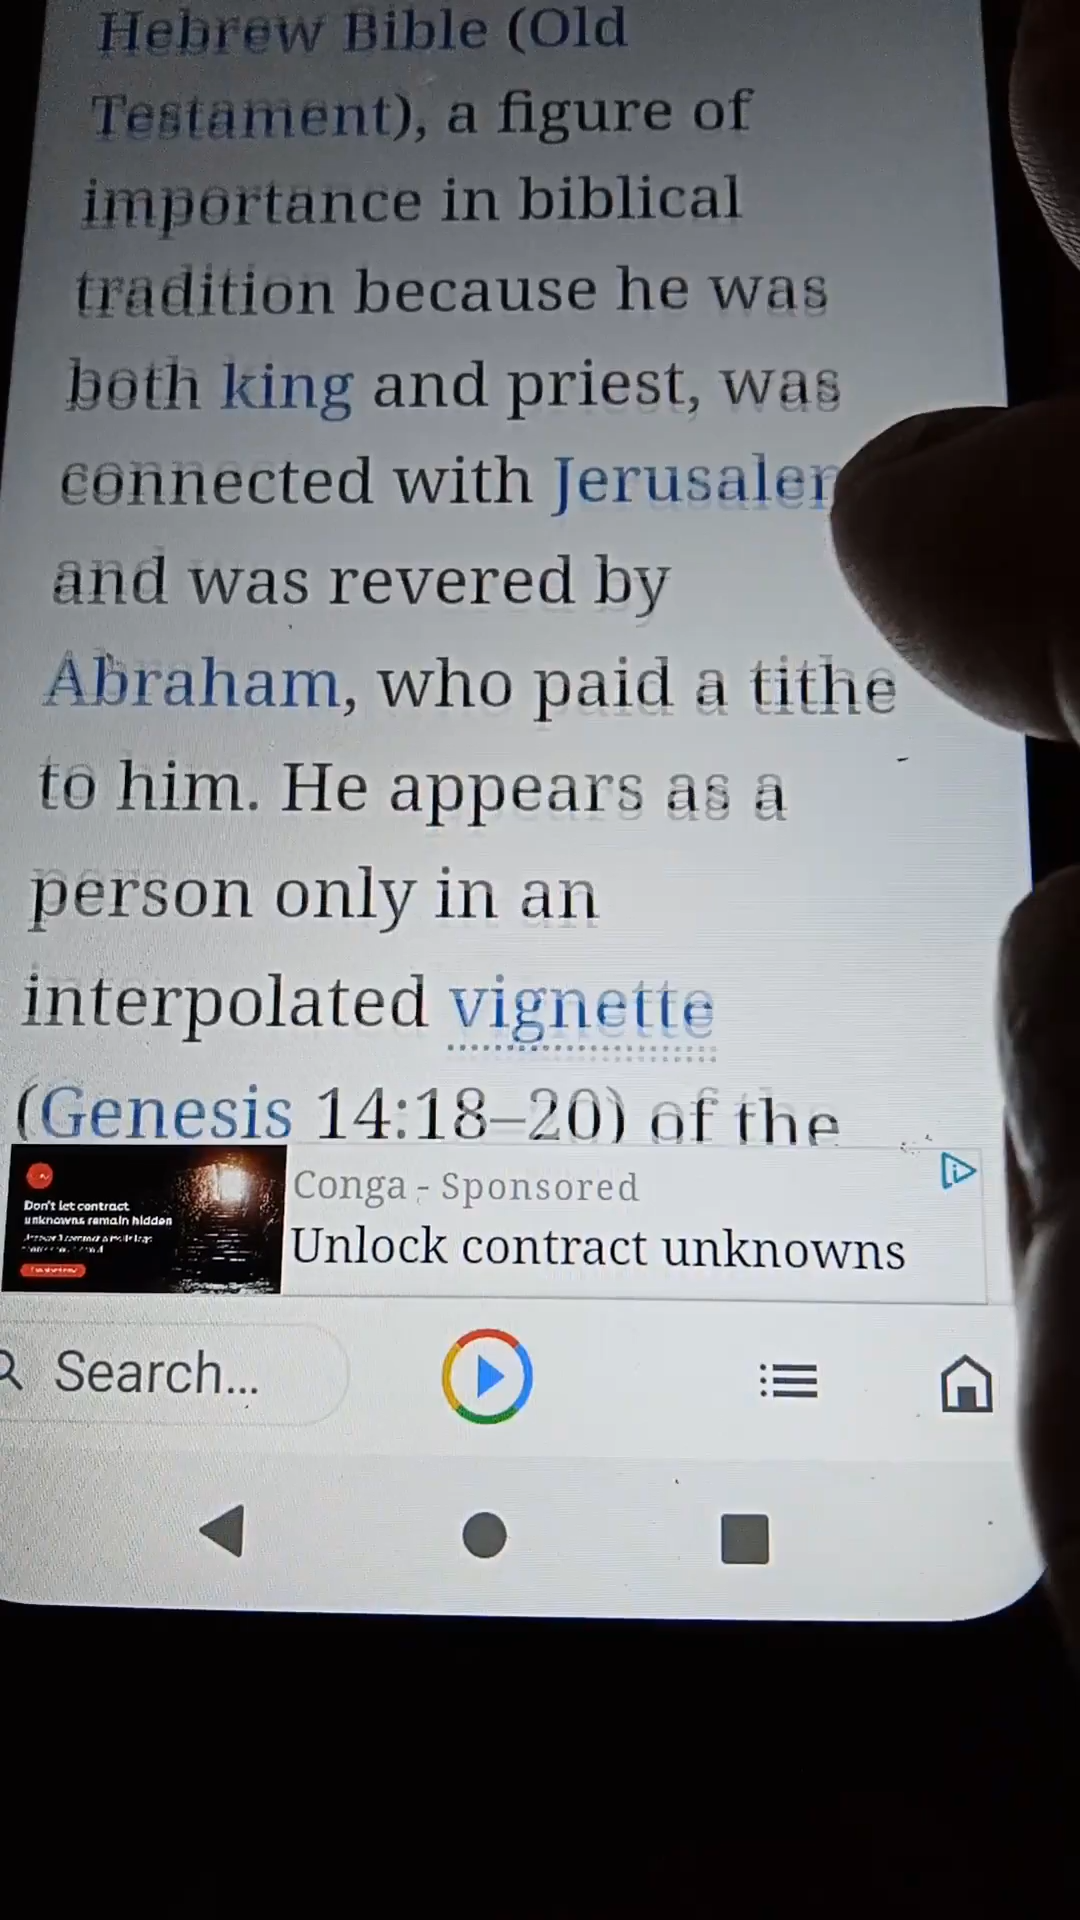 Hebrew Bible (Old
Testament), a figure of
importance in biblical
tradition because he was
both king and priest, was
connected with Jerusalem
and was revered by
Abraham, who paid a tithe
to him. He appears as a
person only in an
interpolated vignette
(Genesis 14:18–20) of the
Don't let contract
unknowns remain hidden
Conga - Sponsored
Unlock contract unknowns
Search...